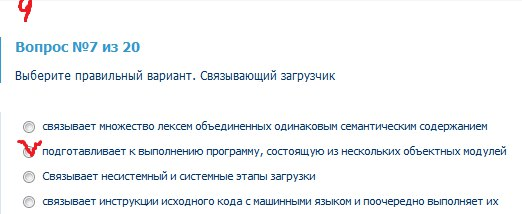 9
Вопрос №7 из 20
Выберите правильный вариант. Связывающий загрузчик
связывает множество лексем объединенных одинаковым семантическим содержанием
подготавливает к выполнению программу, состоящую из нескольких объектных модулей
Связывает несистемный и системные этапы загрузки
связывает инструкции исходного кода с машинными языком и поочередно выполняет их